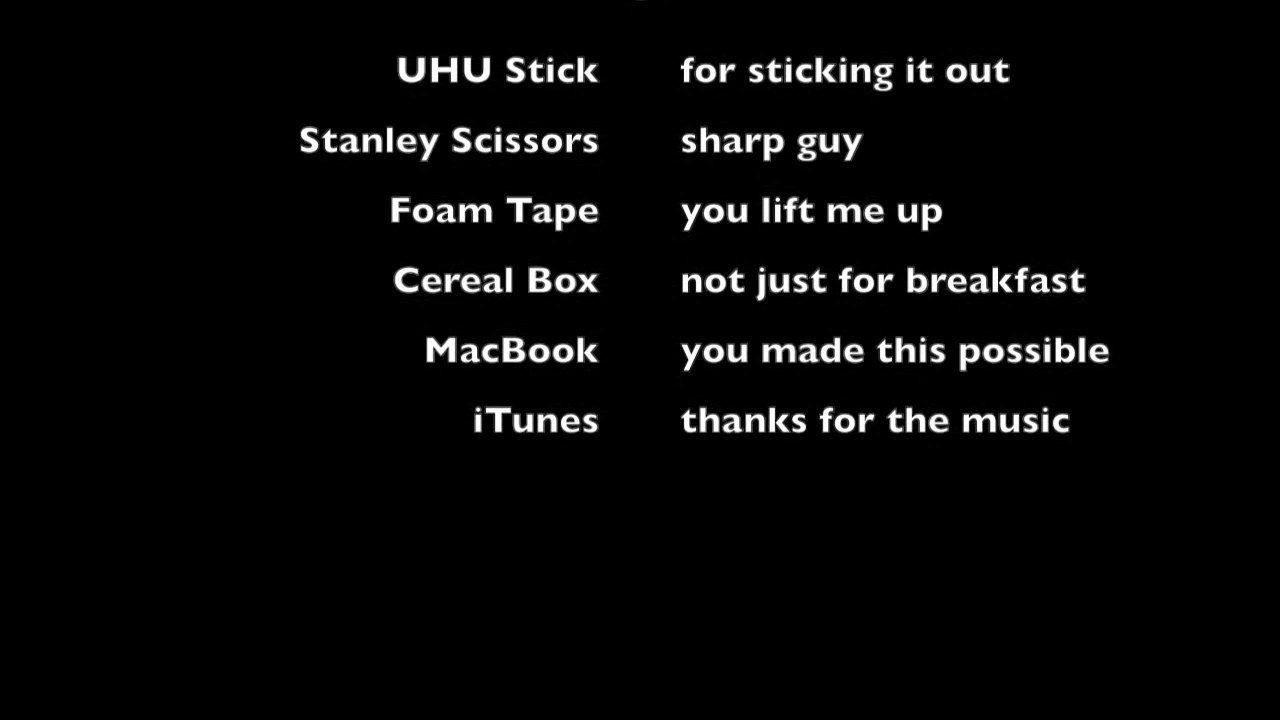 UHU Stick for sticking it out
Stanley Scissors sharp guy
Foam Tape you lift me up
Cereal Box not just for breakfast
MacBook you made this possible
iTunes thanks for the music